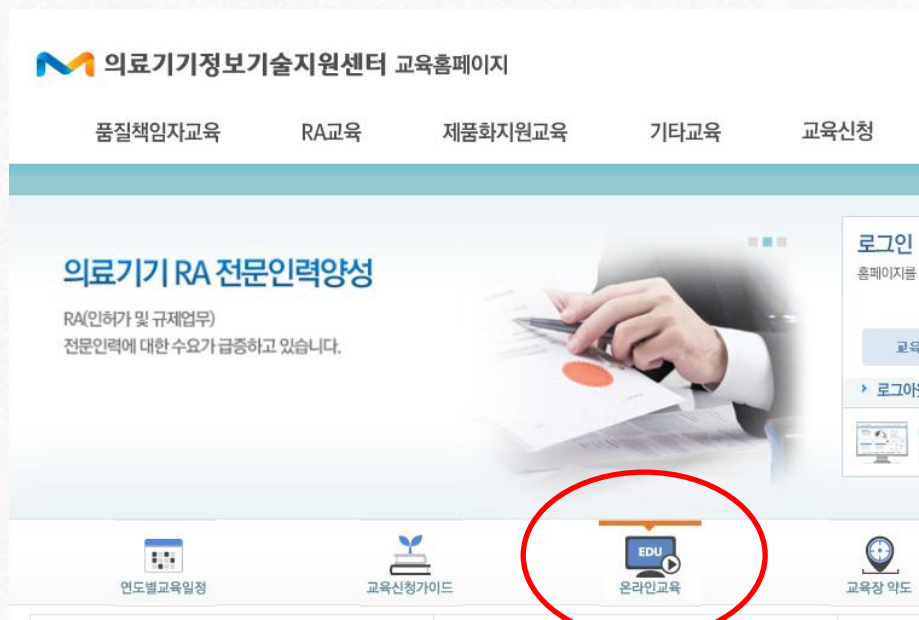 의료기기정보기술지원센터 교육홈페이지
품질책임자교육 RA교육 제품화지원교육 기타교육 교육신청
의료기기 RA 전문인력양성
RA(인허가 및 규제업무)
전문인력에 대한 수요가 급증하고 있습니다.
로그인
홈페이지를
교육
로그아웃
EDU
연도별교육일정 교육신청가이드 온라인교육 교육장 약도